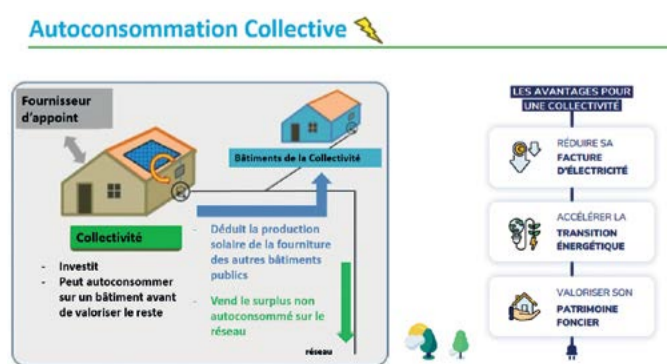 Autoconsommation Collective
Fournisseur
d'appoint
Bâtiments de la Collectivité
Collectivité
- Investit
- Peut autoconsommer
sur un bâtiment avant
de valoriser le reste
- Déduit la production
solaire de la fourniture
des autres bâtiments
publics
- Vend le surplus non
autoconsommé sur le
réseau
réseau
LES AVANTAGES POUR
UNE COLLECTIVITÉ
RÉDUIRE SA
FACTURE
D'ÉLECTRICITÉ
ACCÉLÉRER LA
TRANSITION
ÉNERGÉTIQUE
VALORISER SON
PATRIMOINE
FONCIER